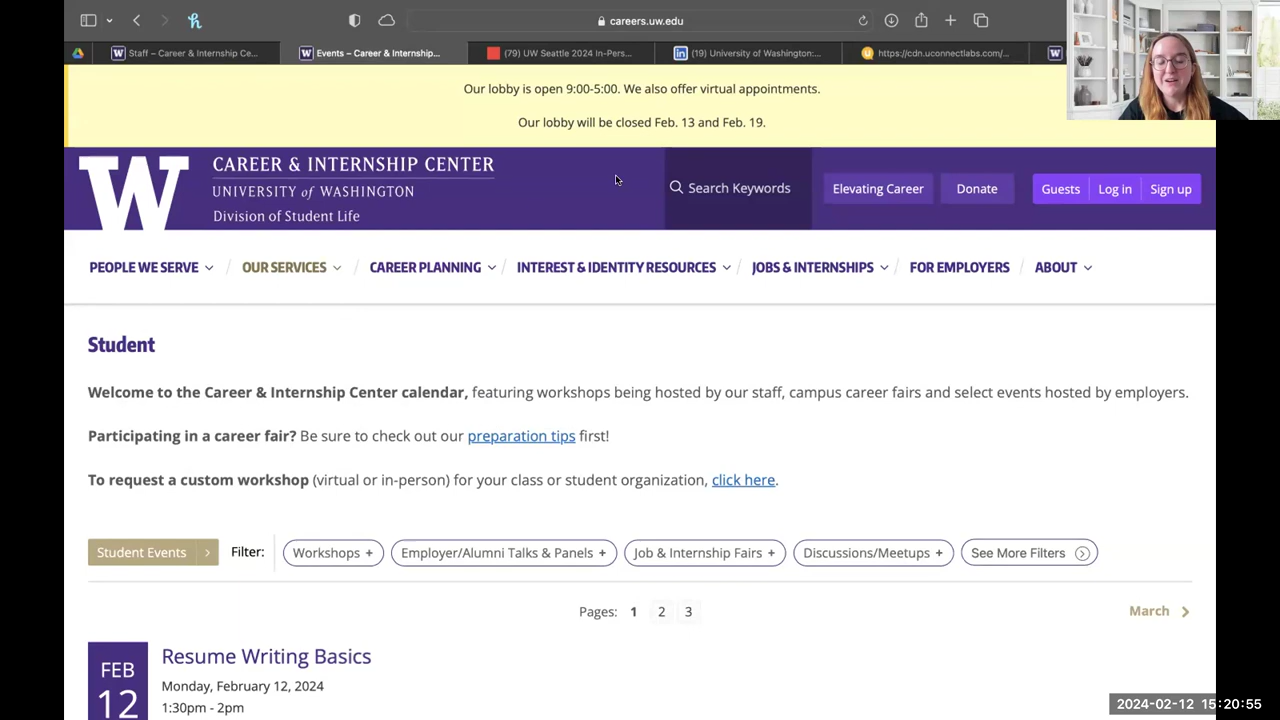 careers.uw.edu
Staff – Career & Internship Ce...
Events – Career & Internship...
(79) UW Seattle 2024 In-Pers...
(19) University of Washington:...
https://cdn.uconnectlabs.com/...
Our lobby is open 9:00-5:00. We also offer virtual appointments.
Our lobby will be closed Feb. 13 and Feb. 19.
W CAREER & INTERNSHIP CENTER
UNIVERSITY of WASHINGTON
Division of Student Life
Search Keywords
Elevating Career
Donate
Guests
Log in
Sign up
PEOPLE WE SERVE
OUR SERVICES
CAREER PLANNING
INTEREST & IDENTITY RESOURCES
JOBS & INTERNSHIPS
FOR EMPLOYERS
ABOUT
Student
Welcome to the Career & Internship Center calendar, featuring workshops being hosted by our staff, campus career fairs and select events hosted by employers.
Participating in a career fair? Be sure to check out our preparation tips first!
To request a custom workshop (virtual or in-person) for your class or student organization, click here.
Student Events
Filter:
Workshops +
Employer/Alumni Talks & Panels +
Job & Internship Fairs +
Discussions/Meetups +
See More Filters
Pages: 1 2 3
March
FEB
12
Resume Writing Basics
Monday, February 12, 2024
1:30pm - 2pm
2024-02-12 15:20:55